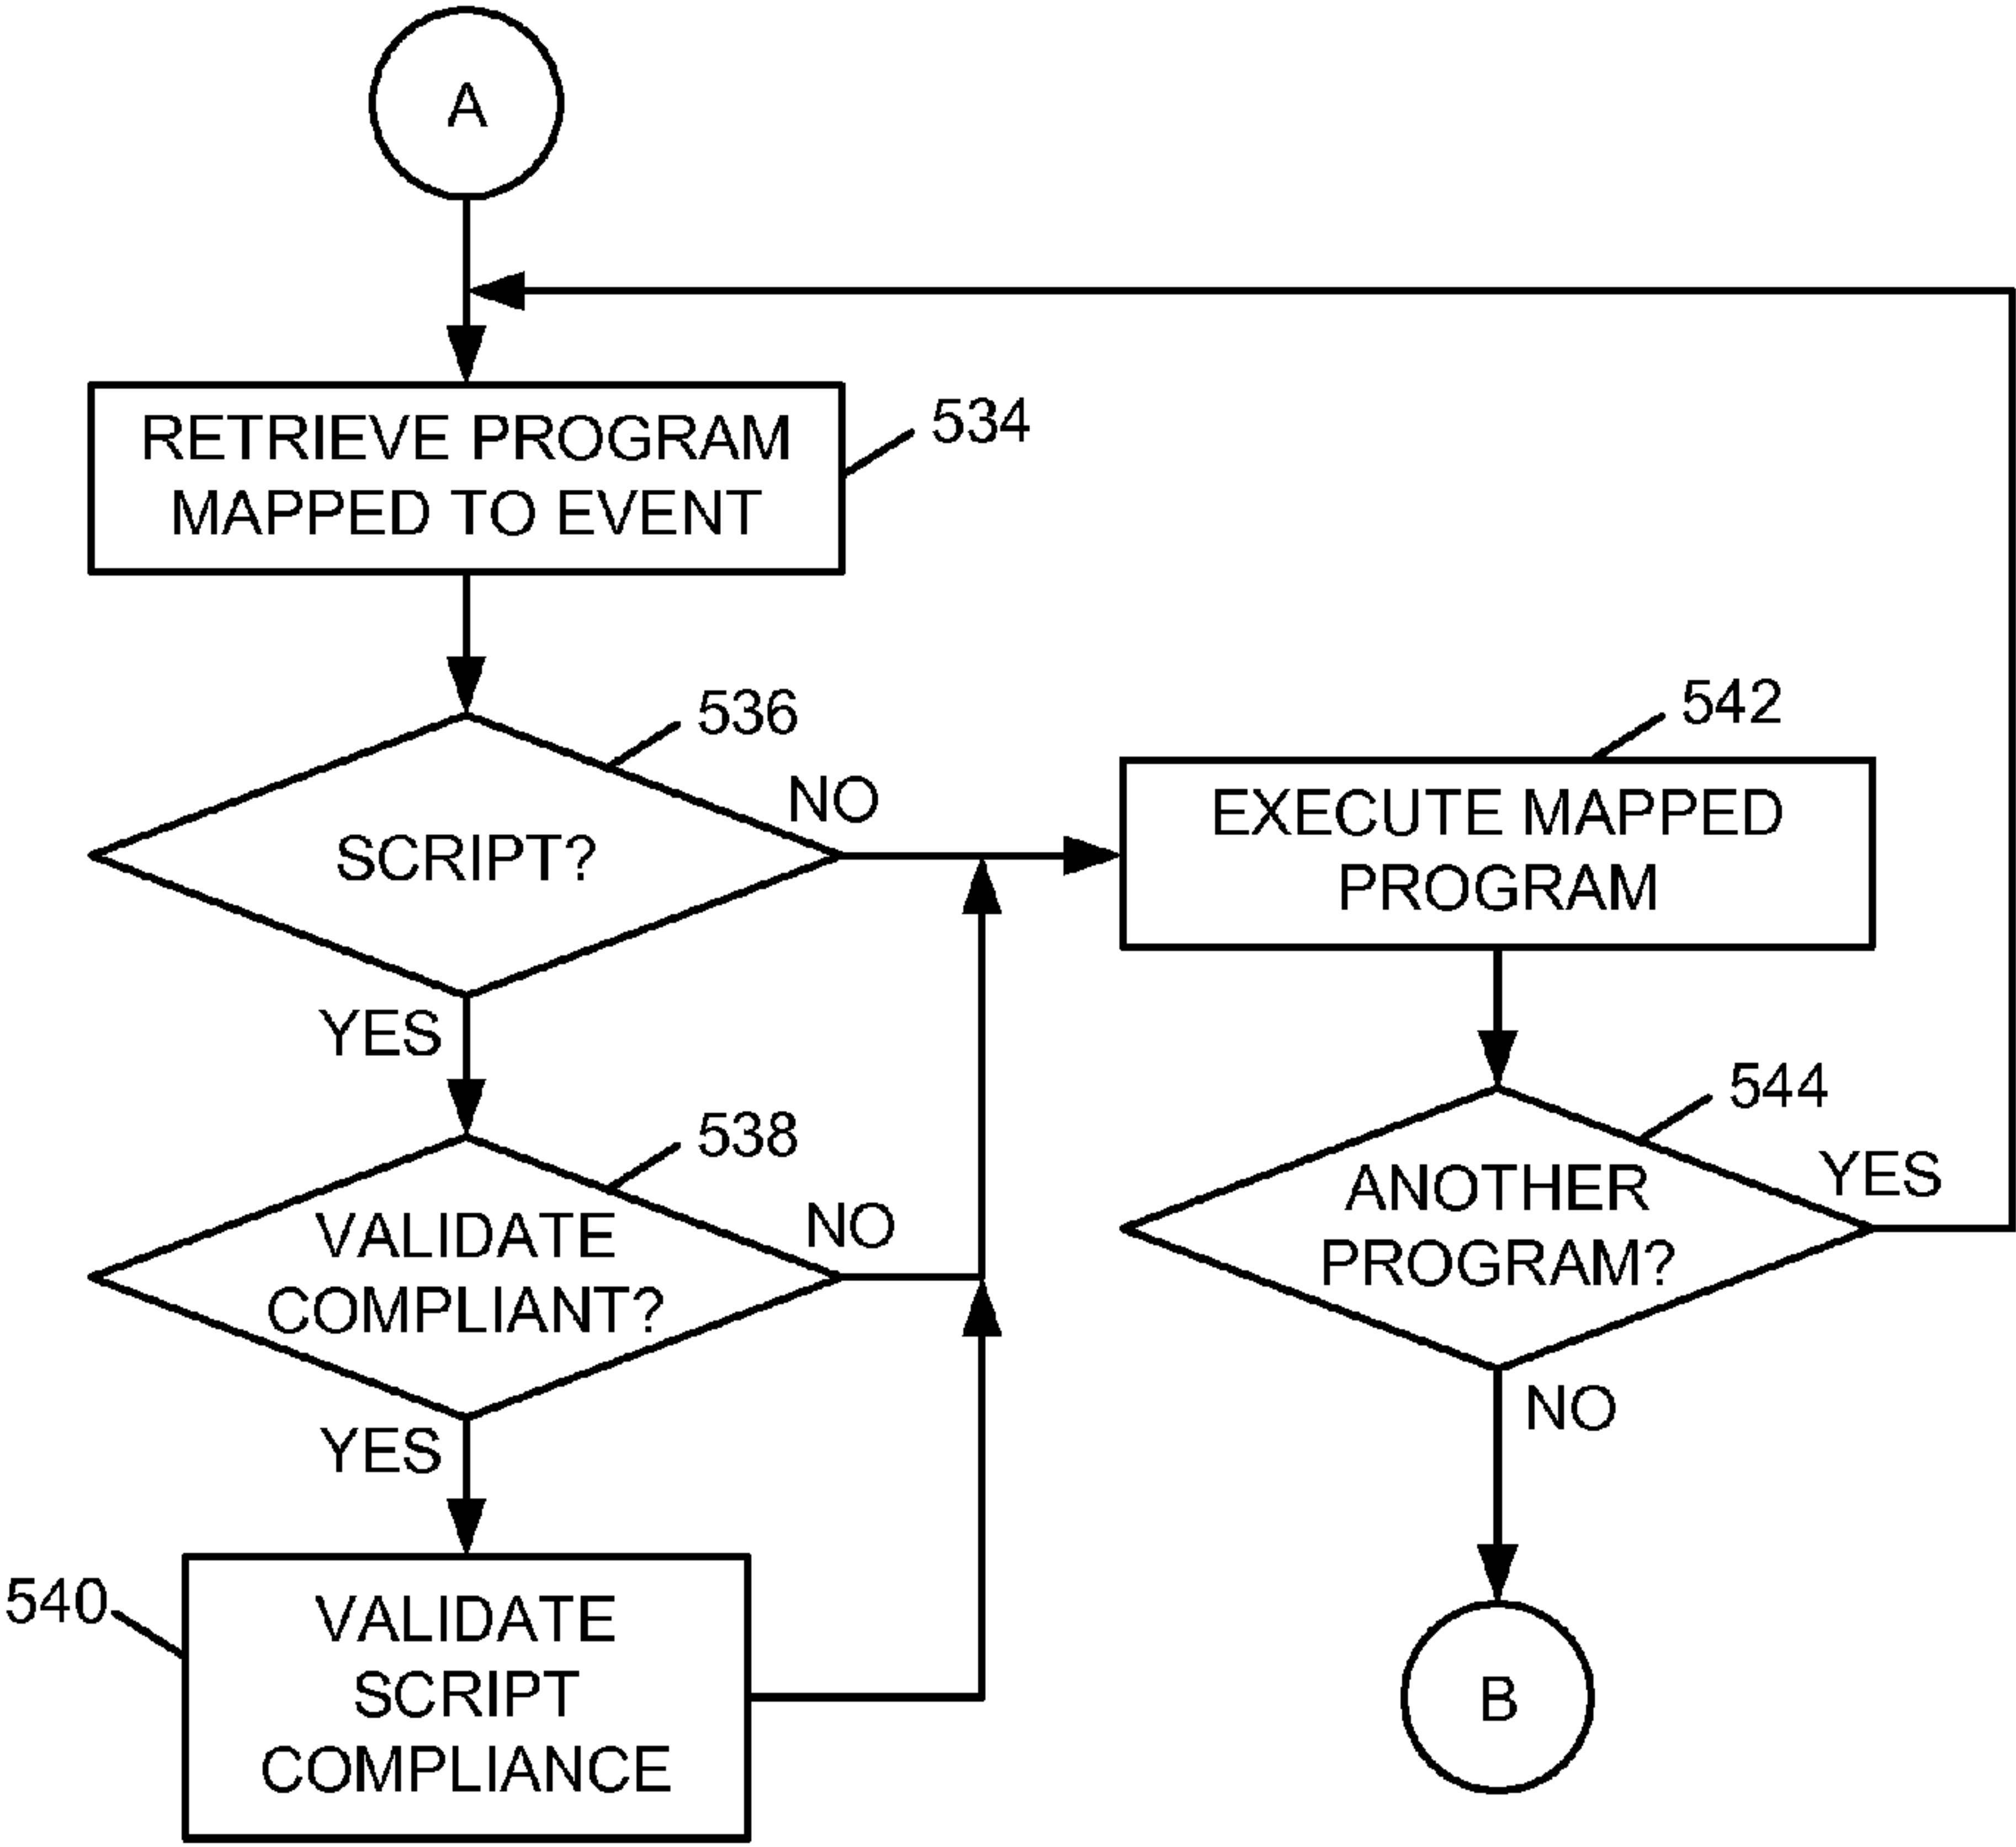 A
RETRIEVE PROGRAM
MAPPED TO EVENT
534
SCRIPT?
536
NO
YES
VALIDATE
COMPLIANT?
538
NO
YES
VALIDATE
SCRIPT
COMPLIANCE
540
EXECUTE MAPPED
PROGRAM
542
ANOTHER
PROGRAM?
544
YES
NO
B